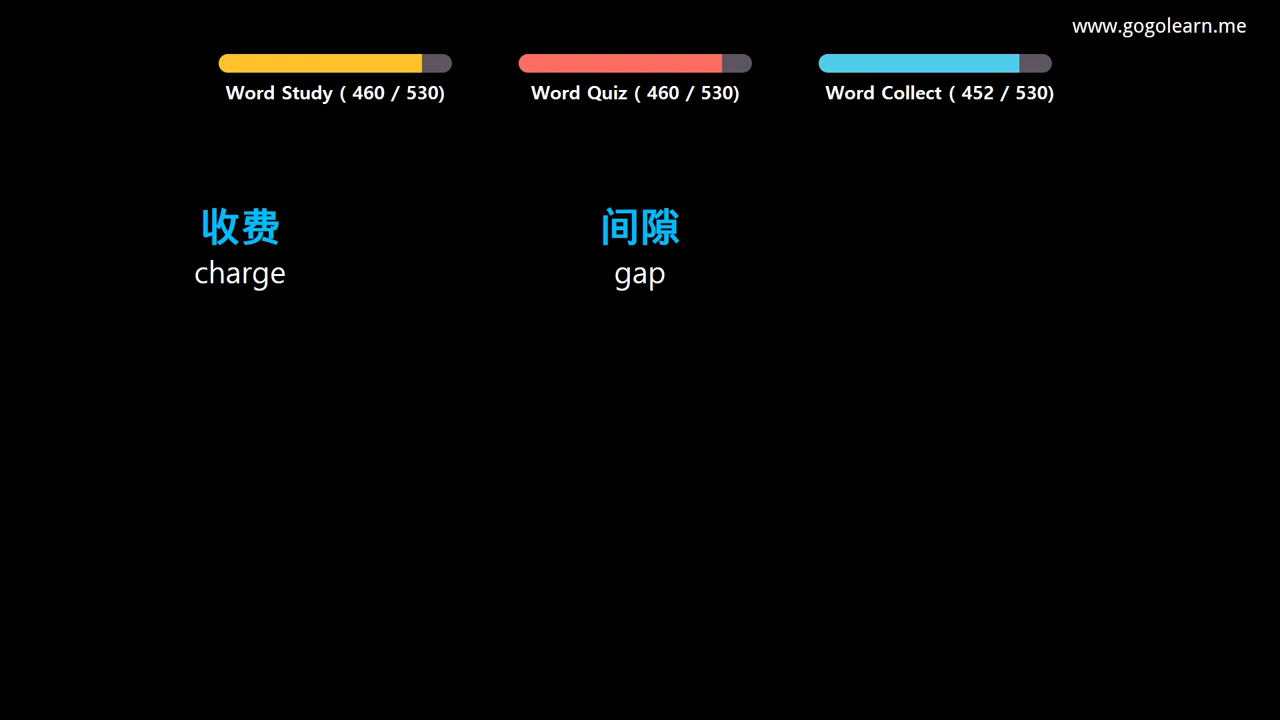 www.gogolearn.me
Word Study ( 460 / 530)
Word Quiz ( 460 / 530)
Word Collect ( 452 / 530)
收费
charge
间隙
gap